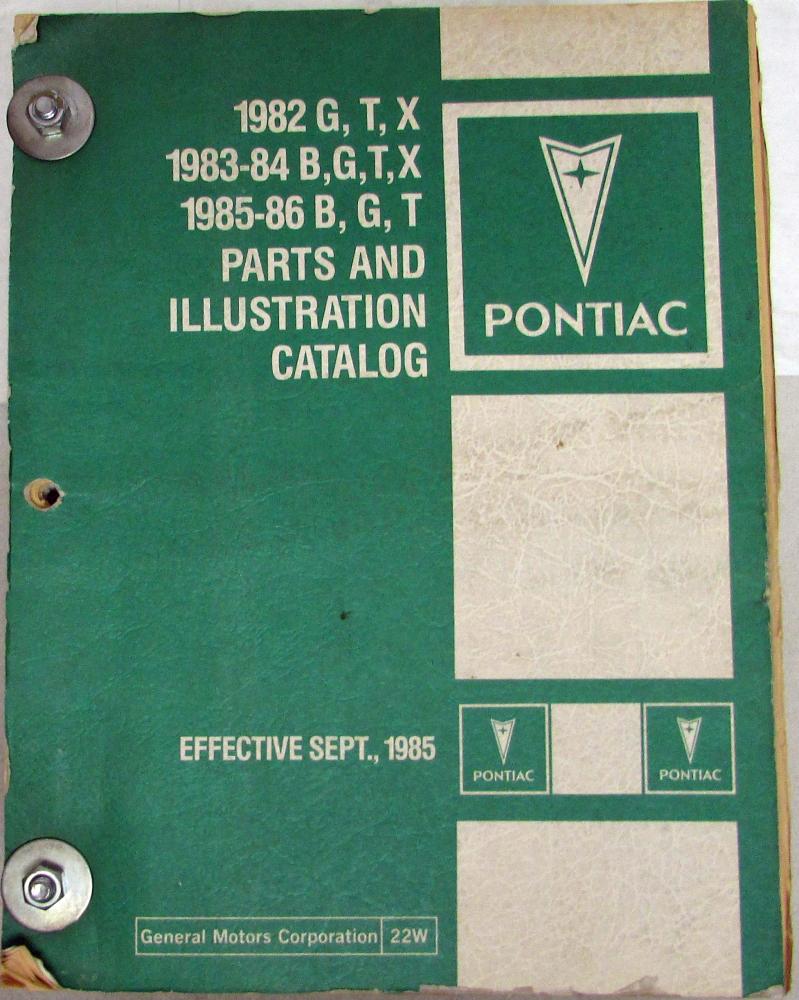 1982 G, T, X
1983-84 B,G,T,X
1985-86 B, G, T
PARTS AND
ILLUSTRATION
CATALOG
PONTIAC
EFFECTIVE SEPT., 1985
PONTIAC
PONTIAC
General Motors Corporation 22W